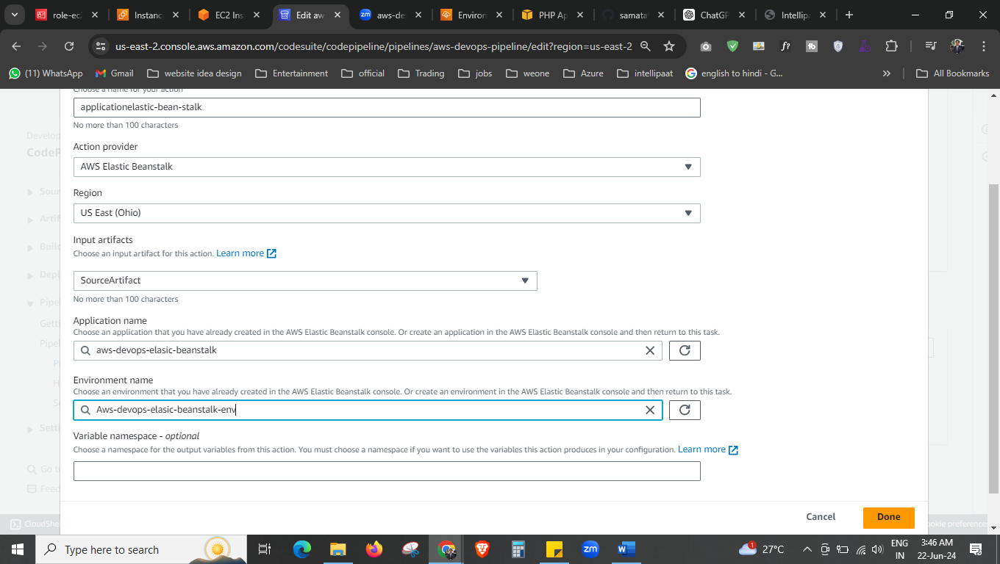 role-ec2
Instanc
EC2 Ins
Edit aw
aws-de
Environ
PHP Ap
samata
ChatGP
Intellipa
us-east-2.console.aws.amazon.com/codesuite/codepipeline/pipelines/aws-devops-pipeline/edit?region=us-east-2
(11) WhatsApp
Gmail
website idea design
Entertainment
official
Trading
jobs
weone
Azure
intellipaat
english to hindi - G...
All Bookmarks
Choose a name for your action
applicationelastic-bean-stalk
No more than 100 characters
Develop
CodeP
Action provider
AWS Elastic Beanstalk
Sour
Region
US East (Ohio)
Artif
Input artifacts
Build
Choose an input artifact for this action. Learn more
Depl
SourceArtifact
No more than 100 characters
Pipel
Application name
Getti
Choose an application that you have already created in the AWS Elastic Beanstalk console. Or create an application in the AWS Elastic Beanstalk console and then return to this task.
Pipel
aws-devops-elasic-beanstalk
Environment name
Choose an environment that you have already created in the AWS Elastic Beanstalk console. Or create an environment in the AWS Elastic Beanstalk console and then return to this task.
Aws-devops-elasic-beanstalk-env
Setti
Variable namespace - optional
Choose a namespace for the output variables from this action. You must choose a namespace if you want to use the variables this action produces in your configuration. Learn more
Go to
Feed
Cancel
Done
CloudShe
ookie preferences
Type here to search
27°C
ENG
IN
3:46 AM
22-Jun-24